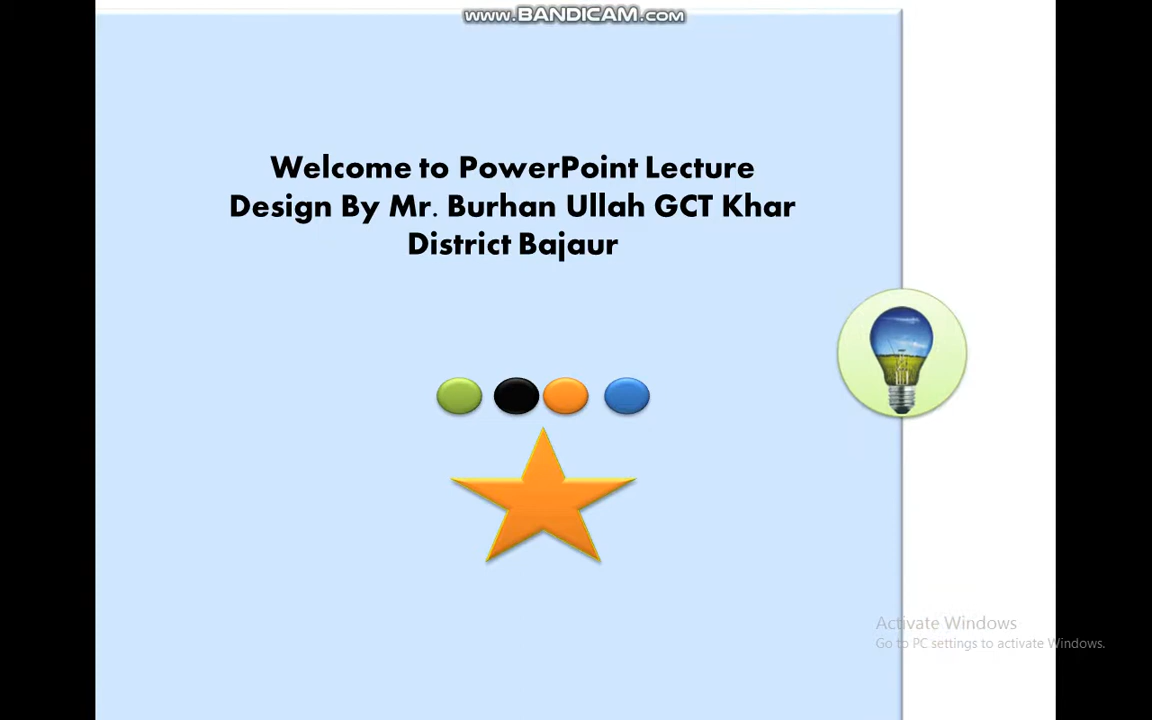 www.BANDICAM.com
Welcome to PowerPoint Lecture
Design By Mr. Burhan Ullah GCT Khar
District Bajaur
Activate Windows
Go to PC settings to activate Windows.